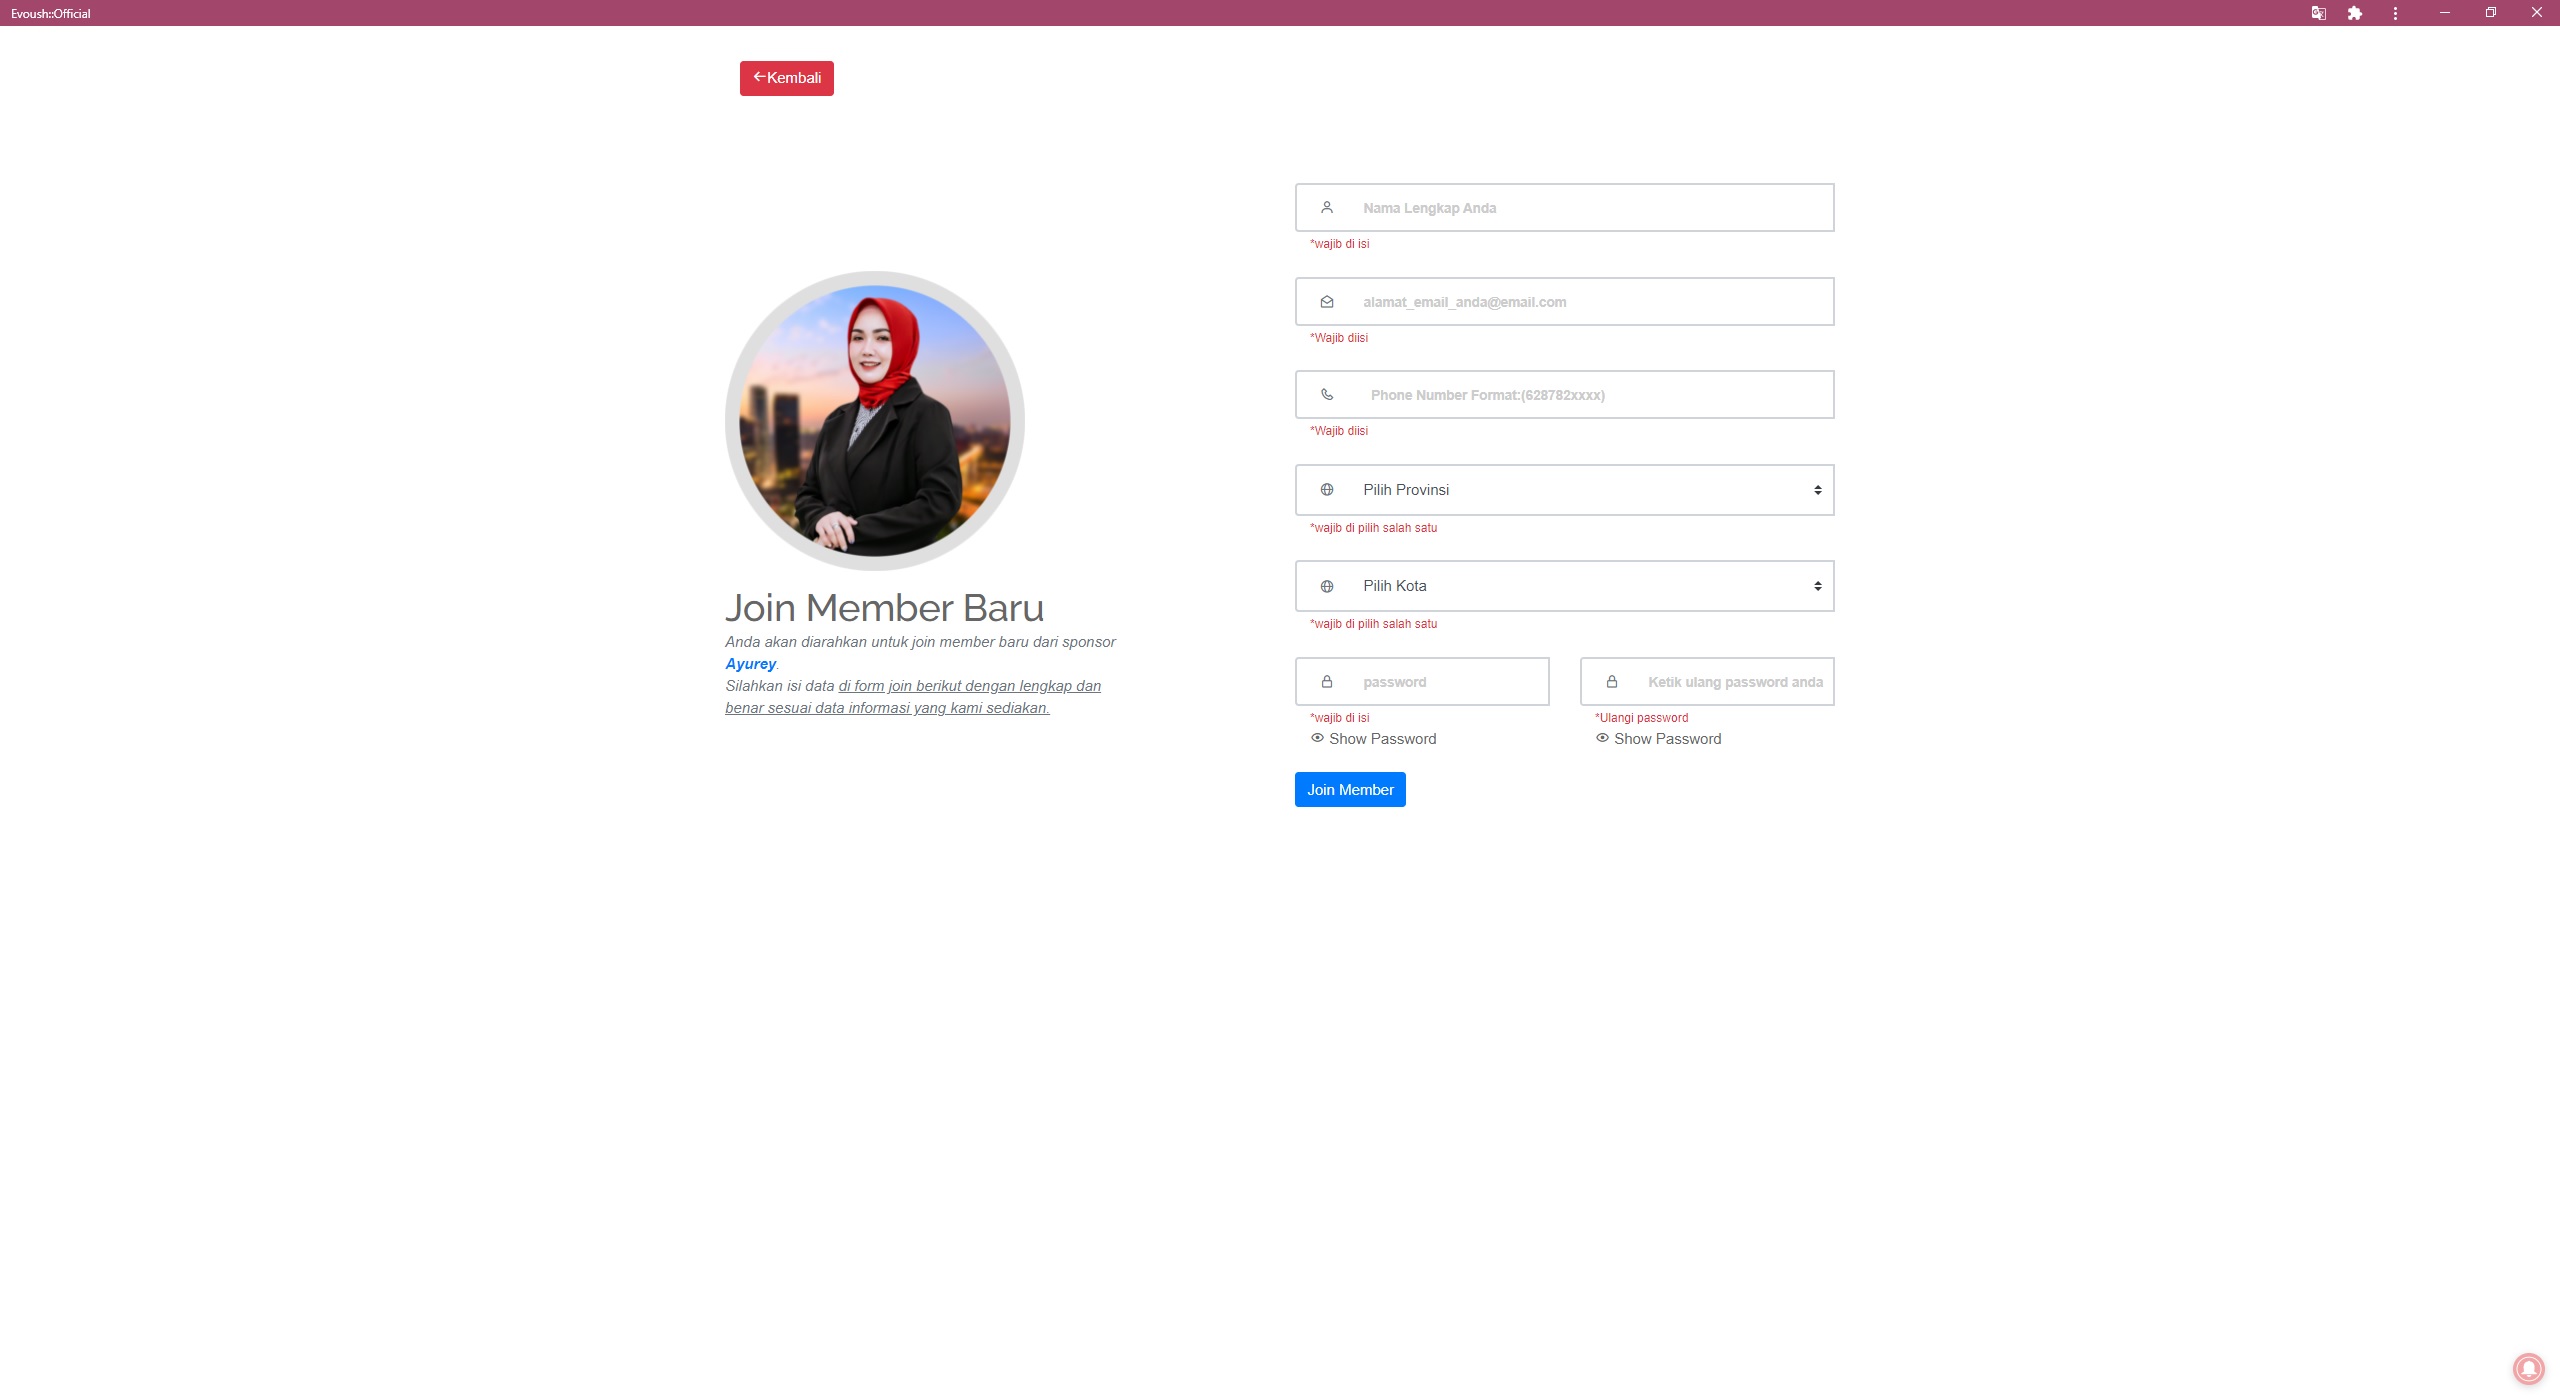 Evoush::Official
Kembali
Nama Lengkap Anda
*wajib di isi
alamat_email_anda@email.com
*Wajib diisi
Phone Number Format:(628782xxxx)
*Wajib diisi
Pilih Provinsi
*wajib di pilih salah satu
Pilih Kota
*wajib di pilih salah satu
password
Ketik ulang password anda
*wajib di isi
*Ulangi password
Show Password
Show Password
Join Member
Join Member Baru
Anda akan diarahkan untuk join member baru dari sponsor
Ayurey.
Silahkan isi data di form join berikut dengan lengkap dan
benar sesuai data informasi yang kami sediakan.